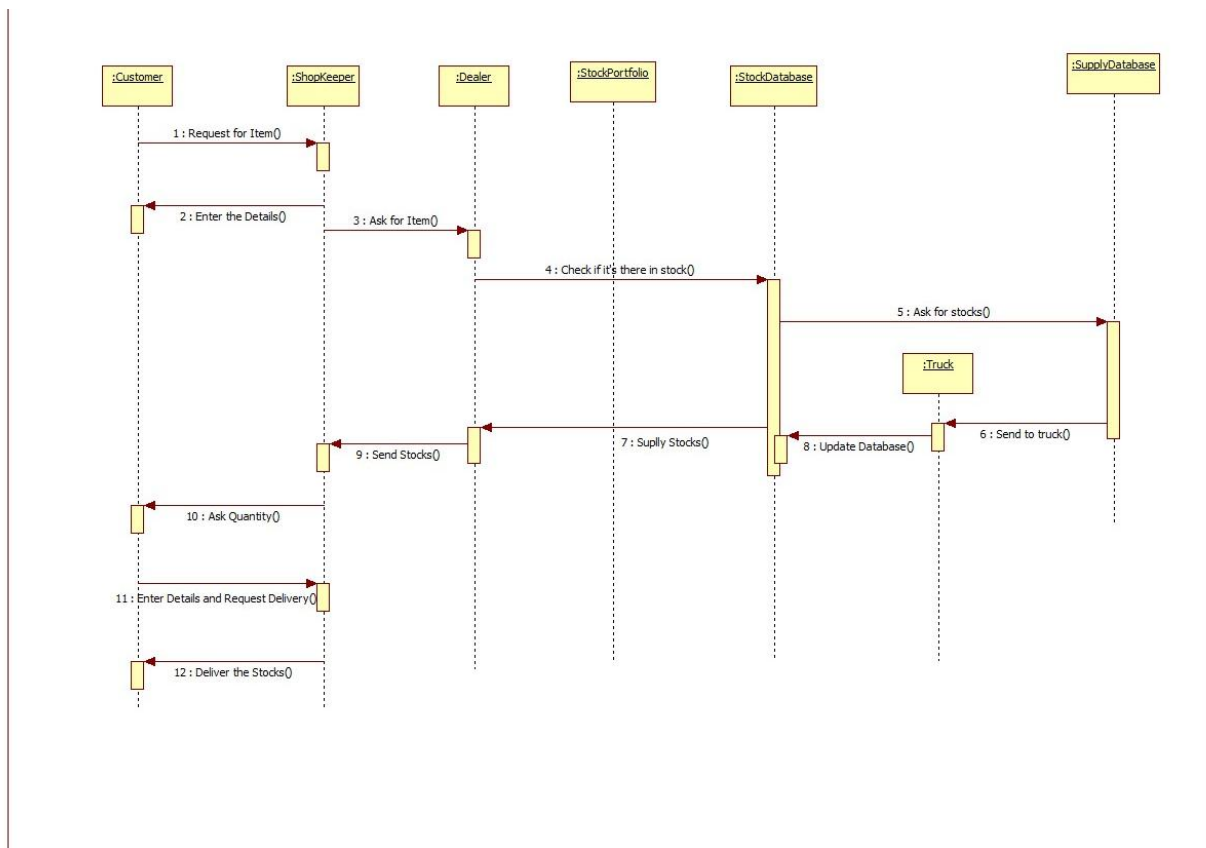 :Customer
:ShopKeeper
:Dealer
:StockPortfolio
:StockDatabase
:SupplyDatabase
1 : Request for Item()
2 : Enter the Details()
3 : Ask for Item()
4 : Check if it's there in stock()
5 : Ask for stocks()
:Truck
6 : Send to truck()
7 : Suplly Stocks()
8 : Update Database()
9 : Send Stocks()
10 : Ask Quantity()
11 : Enter Details and Request Delivery()
12 : Deliver the Stocks()